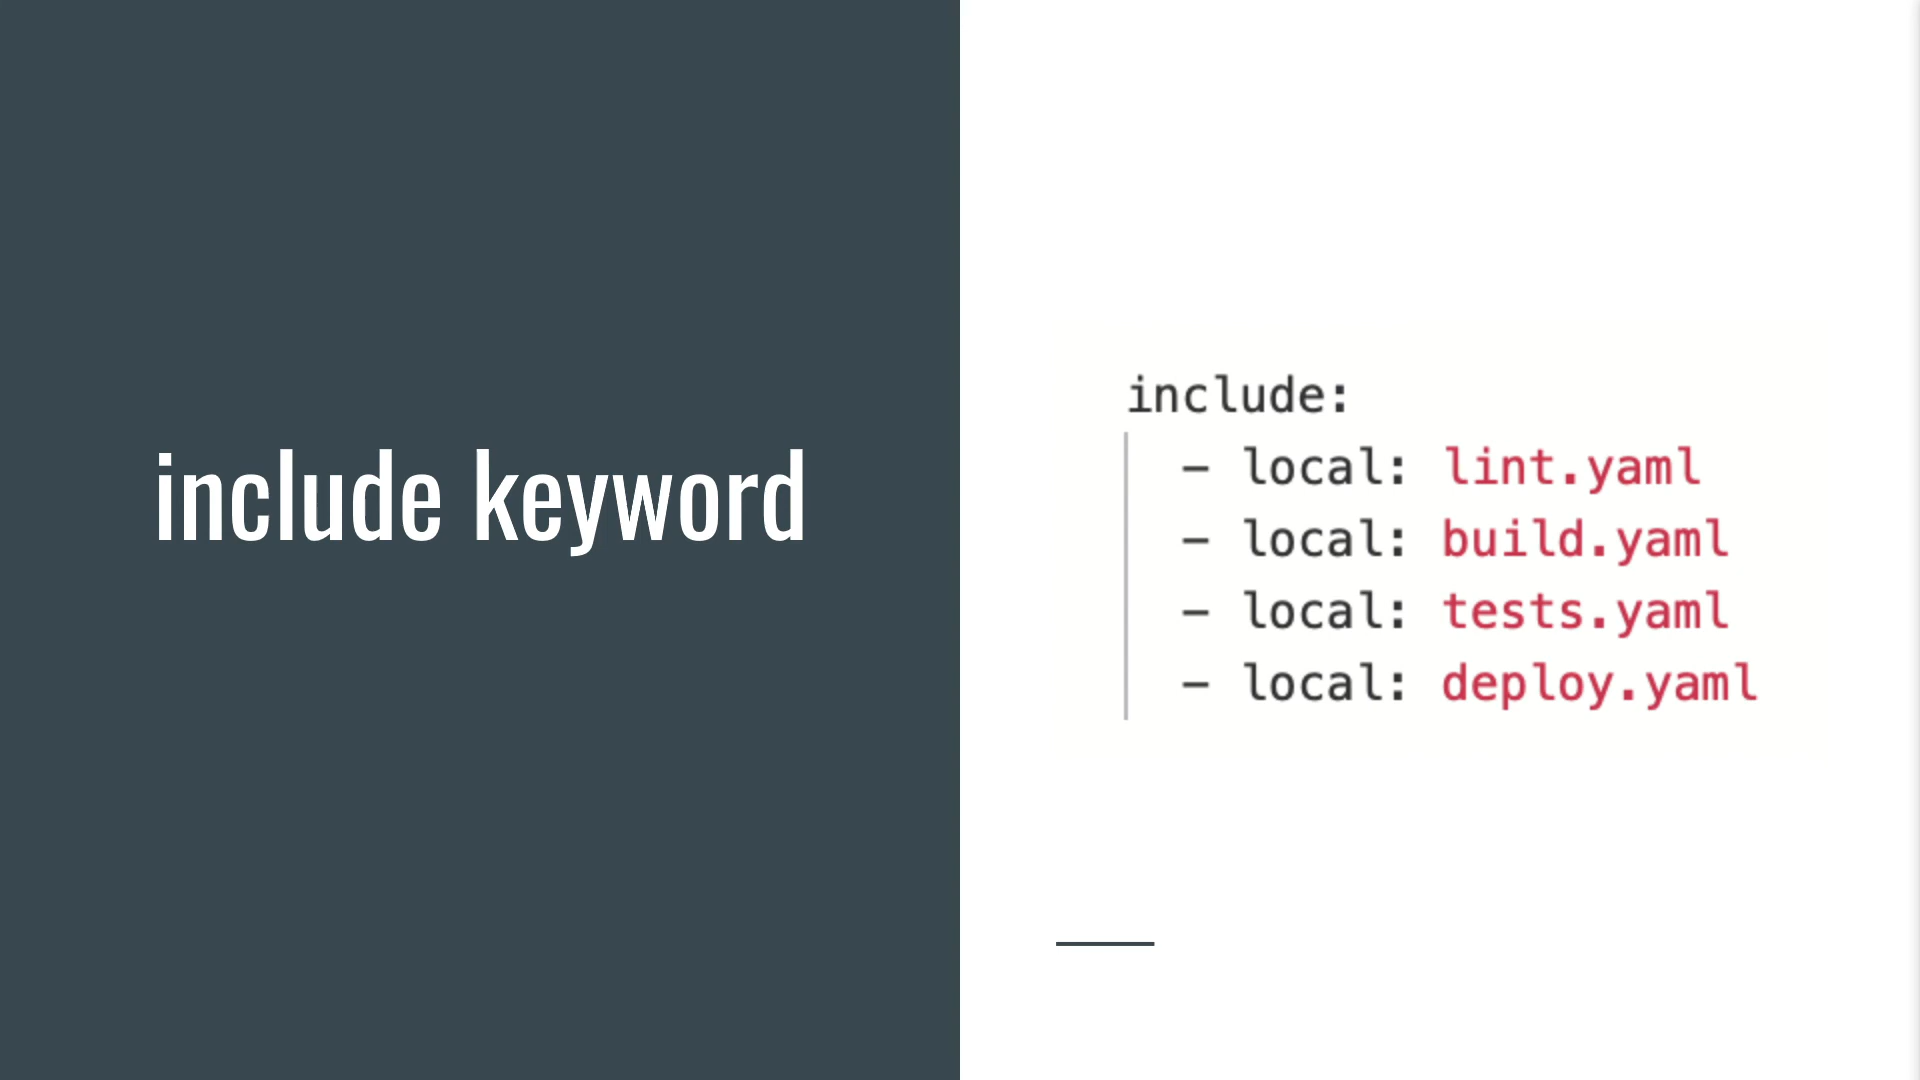 include keyword
include:
- local: lint.yaml
- local: build.yaml
- local: tests.yaml
- local: deploy.yaml